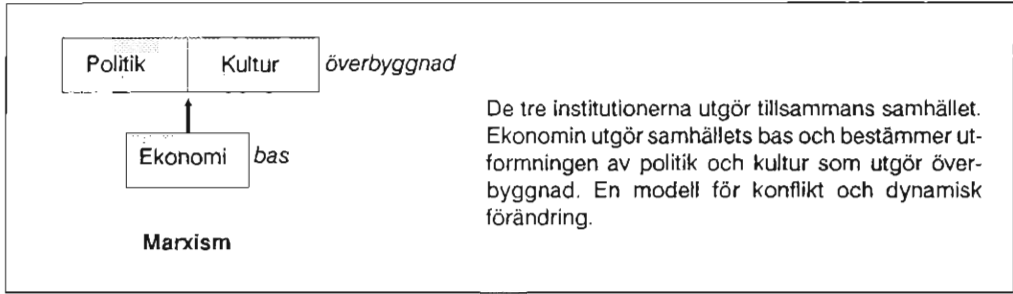 Politik Kultur överbyggnad
Ekonomi bas
Marxism
De tre institutionerna utgör tillsammans samhället.
Ekonomin utgör samhällets bas och bestämmer ut-
formningen av politik och kultur som utgör över-
byggnad. En modell för konflikt och dynamisk
förändring.